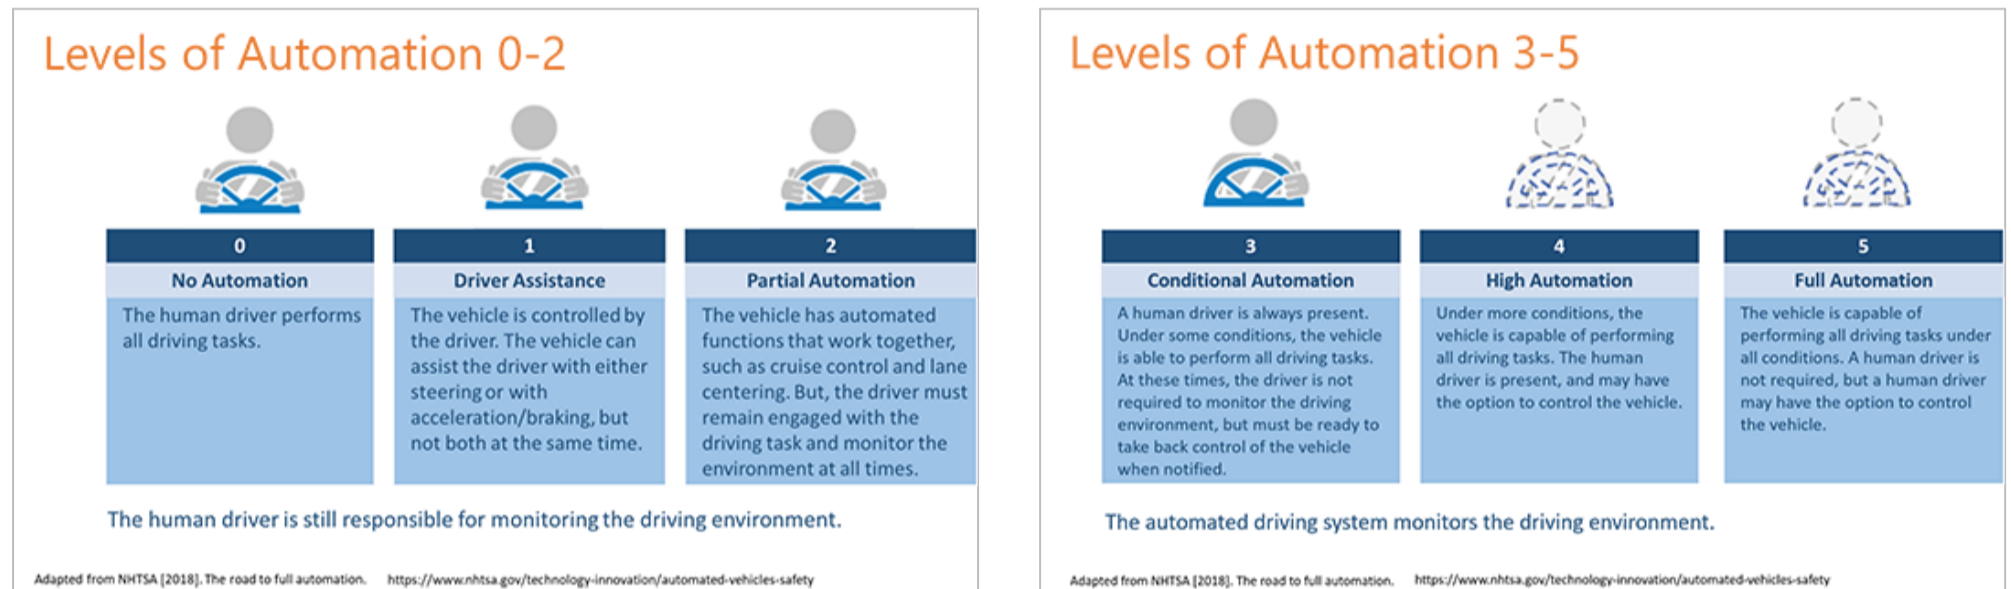 Levels of Automation 0-2
0
No Automation
The human driver performs
all driving tasks.
1
Driver Assistance
The vehicle is controlled by
the driver. The vehicle can
assist the driver with either
steering or with
acceleration/braking, but
not both at the same time.
2
Partial Automation
The vehicle has automated
functions that work together,
such as cruise control and lane
centering. But, the driver must
remain engaged with the
driving task and monitor the
environment at all times.
The human driver is still responsible for monitoring the driving environment.
Adapted from NHTSA [2018]. The road to full automation. https://www.nhtsa.gov/technology-innovation/automated-vehicles-safety
Levels of Automation 3-5
3
Conditional Automation
A human driver is always present.
Under some conditions, the vehicle
is able to perform all driving tasks.
At these times, the driver is not
required to monitor the driving
environment, but must be ready to
take back control of the vehicle
when notified.
4
High Automation
Under more conditions, the
vehicle is capable of performing
all driving tasks. The human
driver is present, and may have
the option to control the vehicle.
5
Full Automation
The vehicle is capable of
performing all driving tasks under
all conditions. A human driver is
not required, but a human driver
may have the option to control
the vehicle.
The automated driving system monitors the driving environment.
Adapted from NHTSA [2018]. The road to full automation. https://www.nhtsa.gov/technology-innovation/automated-vehicles-safety